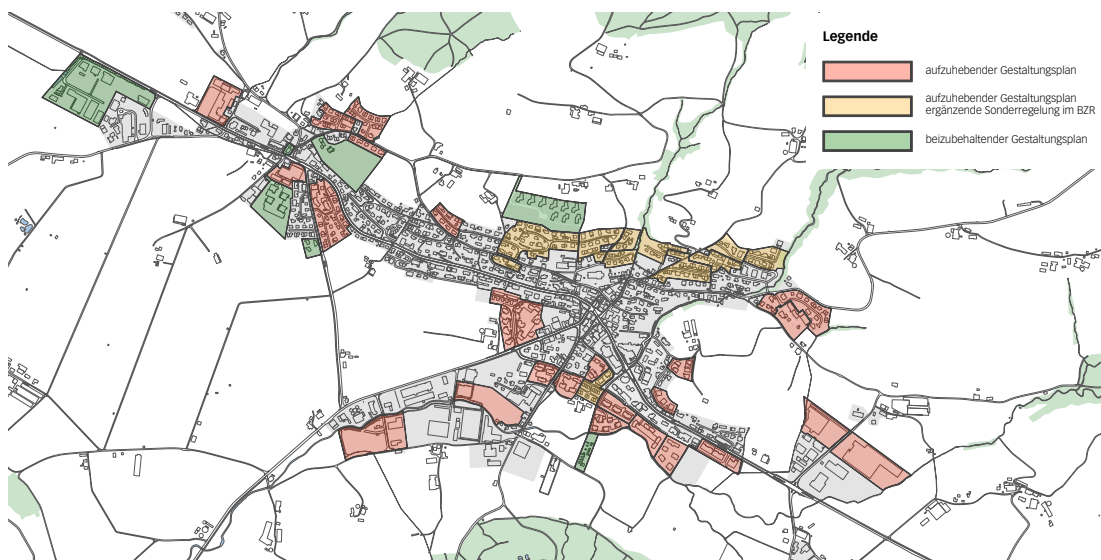 Legende
aufzuhebender Gestaltungsplan
aufzuhebender Gestaltungsplan
ergänzende Sonderregelung im BZR
beizubehaltender Gestaltungsplan